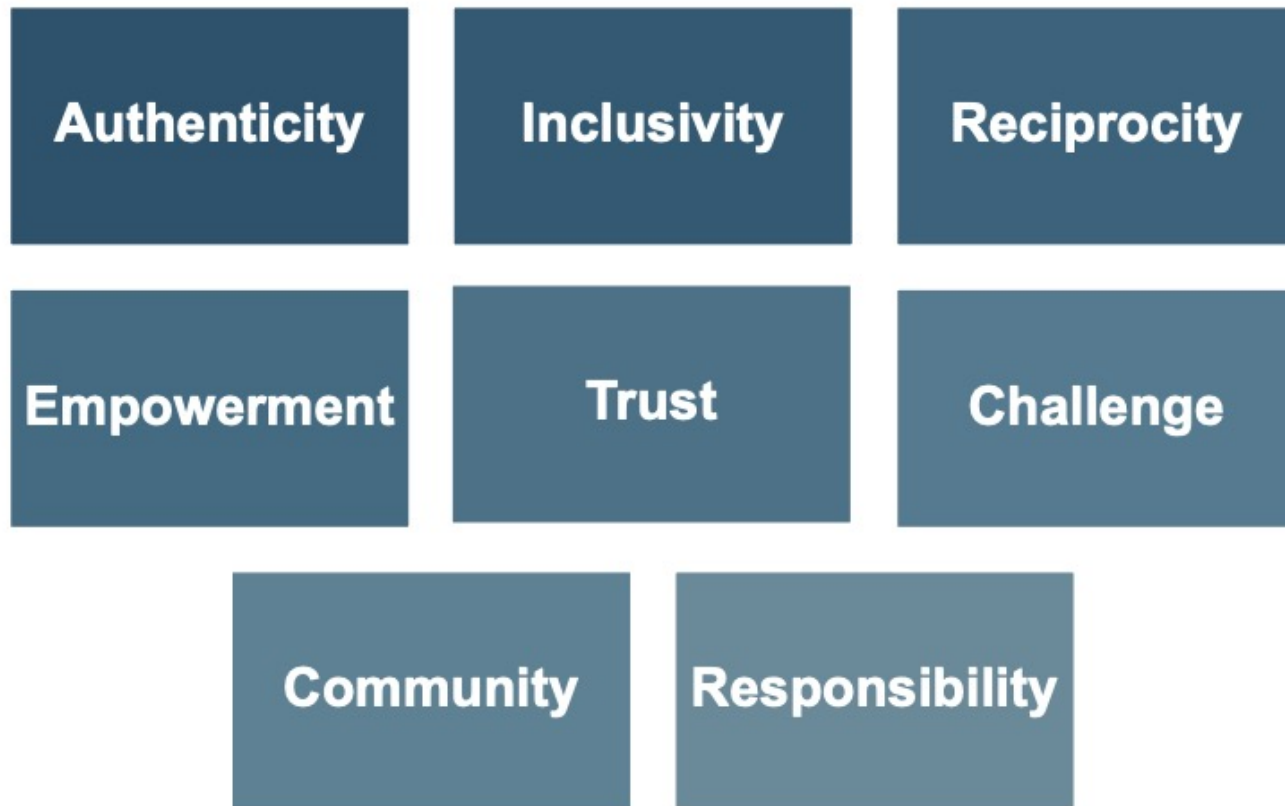 Authenticity
Inclusivity
Reciprocity
Empowerment
Trust
Challenge
Community
Responsibility